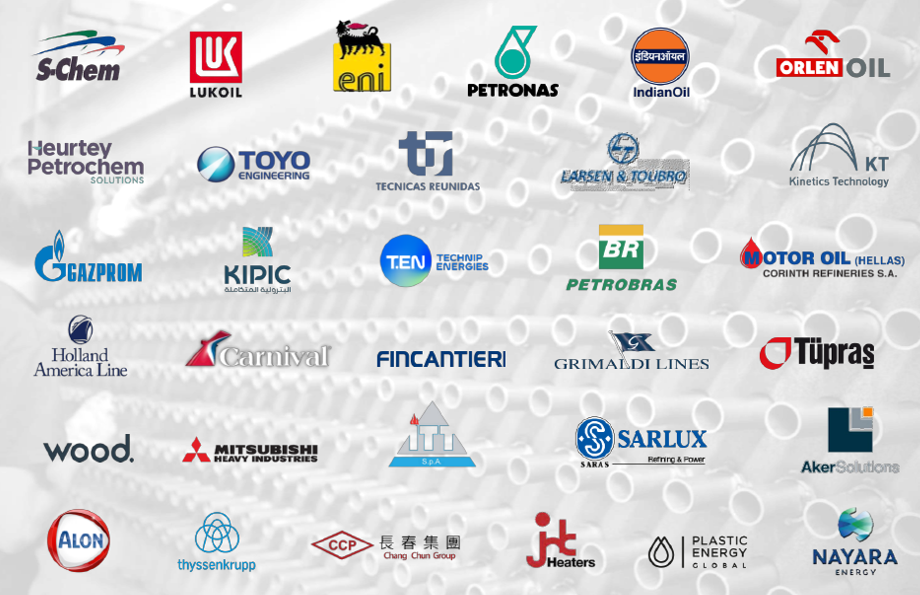 S-Chem
LUK
LUKOIL
eni
PETRONAS
इंडियनऑयल
IndianOil
ORLEN OIL
Heurtey
Petrochem
SOLUTIONS
TOYO
ENGINEERING
tr
TECNICAS REUNIDAS
LARSEN & TOUBRO
KT
Kinetics Technology
GAZPROM
KIPIC
البترولية المتكاملة
T.EN
TECHNIP
ENERGIES
BR
PETROBRAS
MOTOR OIL (HELLAS)
CORINTH REFINERIES S.A.
Holland
America Line
Carnival
FINCANTIERI
G
GRIMALDI LINES
Tüpraş
wood.
MITSUBISHI
HEAVY INDUSTRIES
ITT
S.p.A
SARAS
SARLUX
Refining & Power
AkerSolutions
ALON
thyssenkrupp
CCP
長春集團
Chang Chun Group
jht
Heaters
PLASTIC
ENERGY
GLOBAL
NAYARA
ENERGY